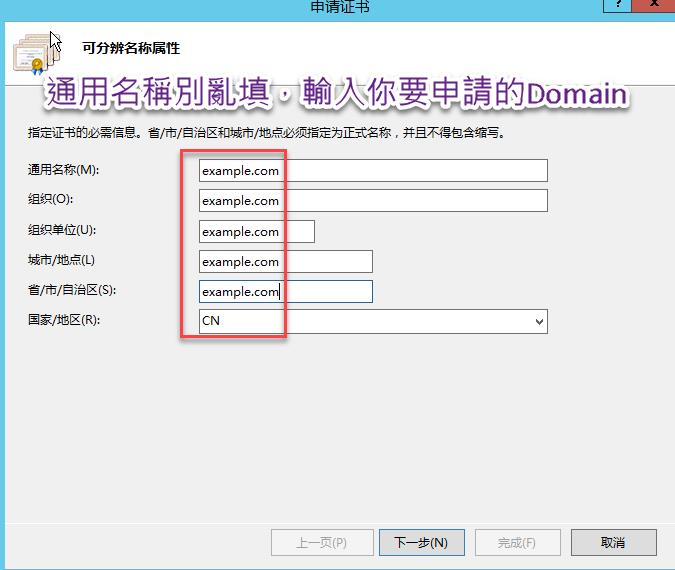 申请证书
? x
可分辨名称属性
通用名稱別亂填，輸入你要申請的Domain
指定证书的必需信息。省/市/自治区和城市/地点必须指定为正式名称，并且不得包含缩写。
通用名称(M): example.com
组织(O): example.com
组织单位(U): example.com
城市/地点(L) example.com
省/市/自治区(S): example.com
国家/地区(R): CN
上一页(P) 下一步(N) 完成(F) 取消